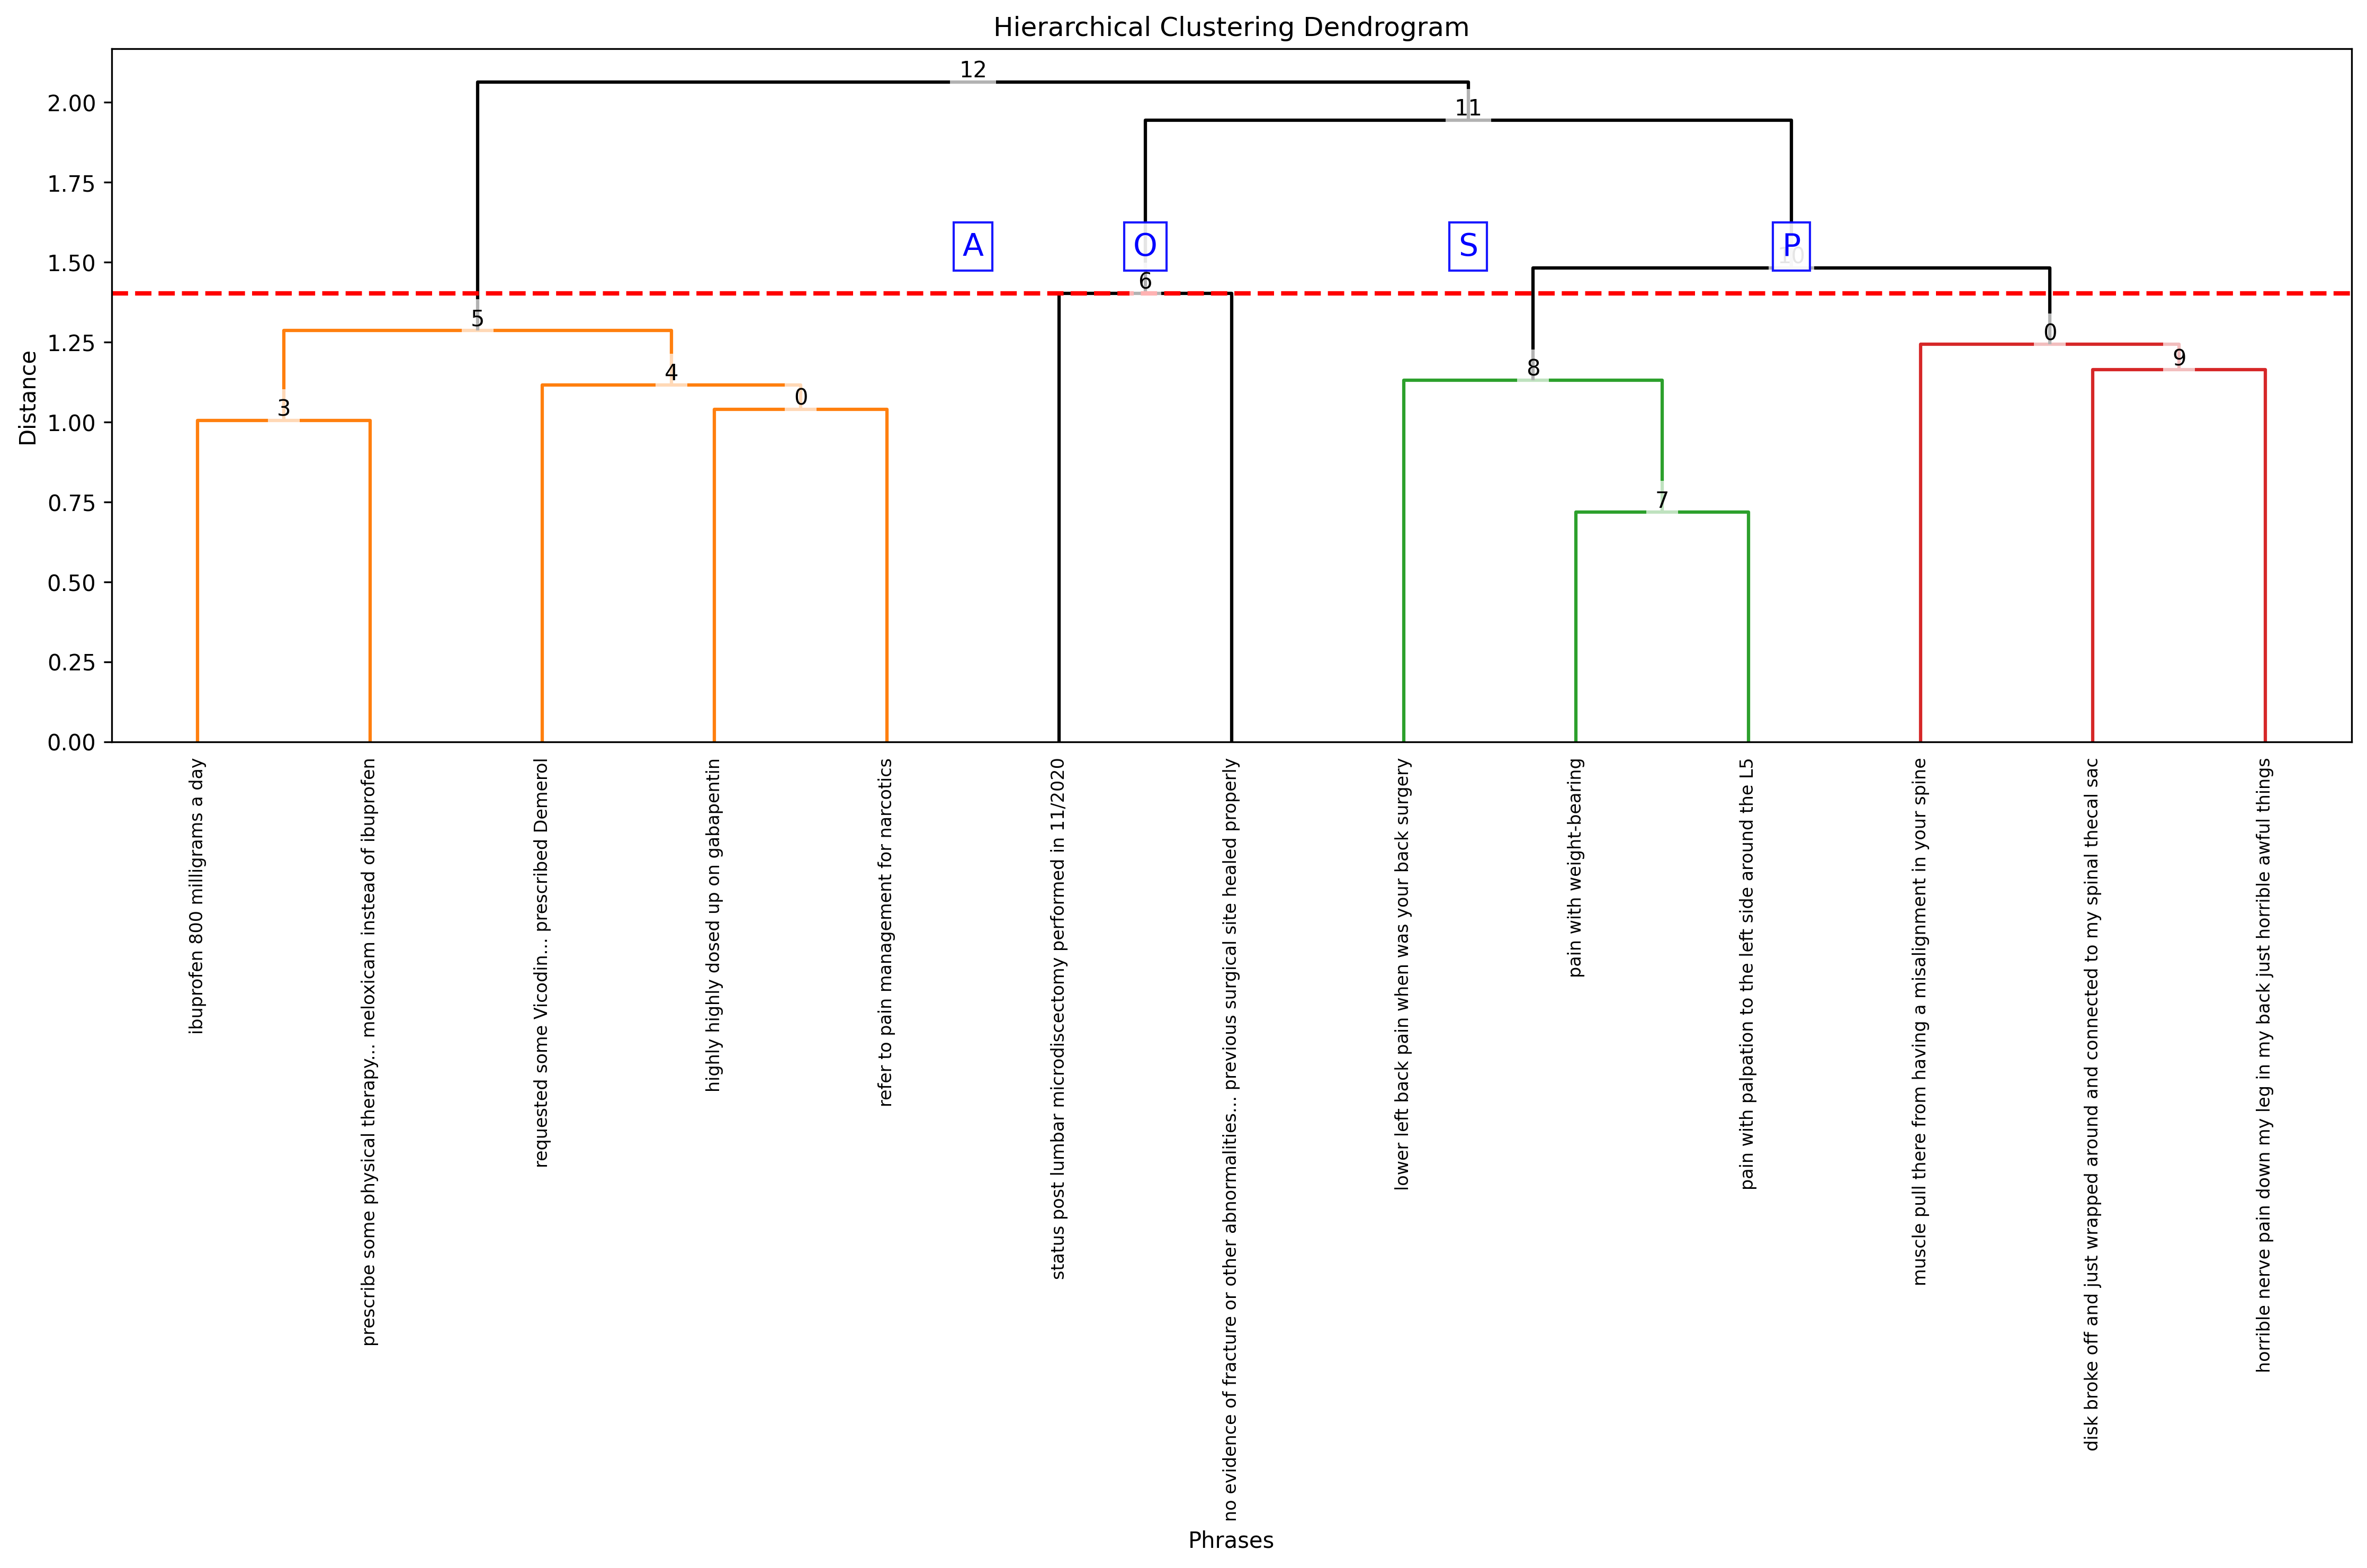 Hierarchical Clustering Dendrogram
12
2.00
11
1.75
A
O
S
P
10
1.50
6
5
0
1.25
9
4
8
0
3
1.00
Distance
0.75
7
0.50
0.25
0.00
ibuprofen 800 milligrams a day
prescribe some physical therapy... meloxicam instead of ibuprofen
requested some Vicodin... prescribed Demerol
highly highly dosed up on gabapentin
refer to pain management for narcotics
status post lumbar microdiscectomy performed in 11/2020
no evidence of fracture or other abnormalities... previous surgical site healed properly
lower left back pain when was your back surgery
pain with weight-bearing
pain with palpation to the left side around the L5
muscle pull there from having a misalignment in your spine
disk broke off and just wrapped around and connected to my spinal thecal sac
horrible nerve pain down my leg in my back just horrible awful things
Phrases